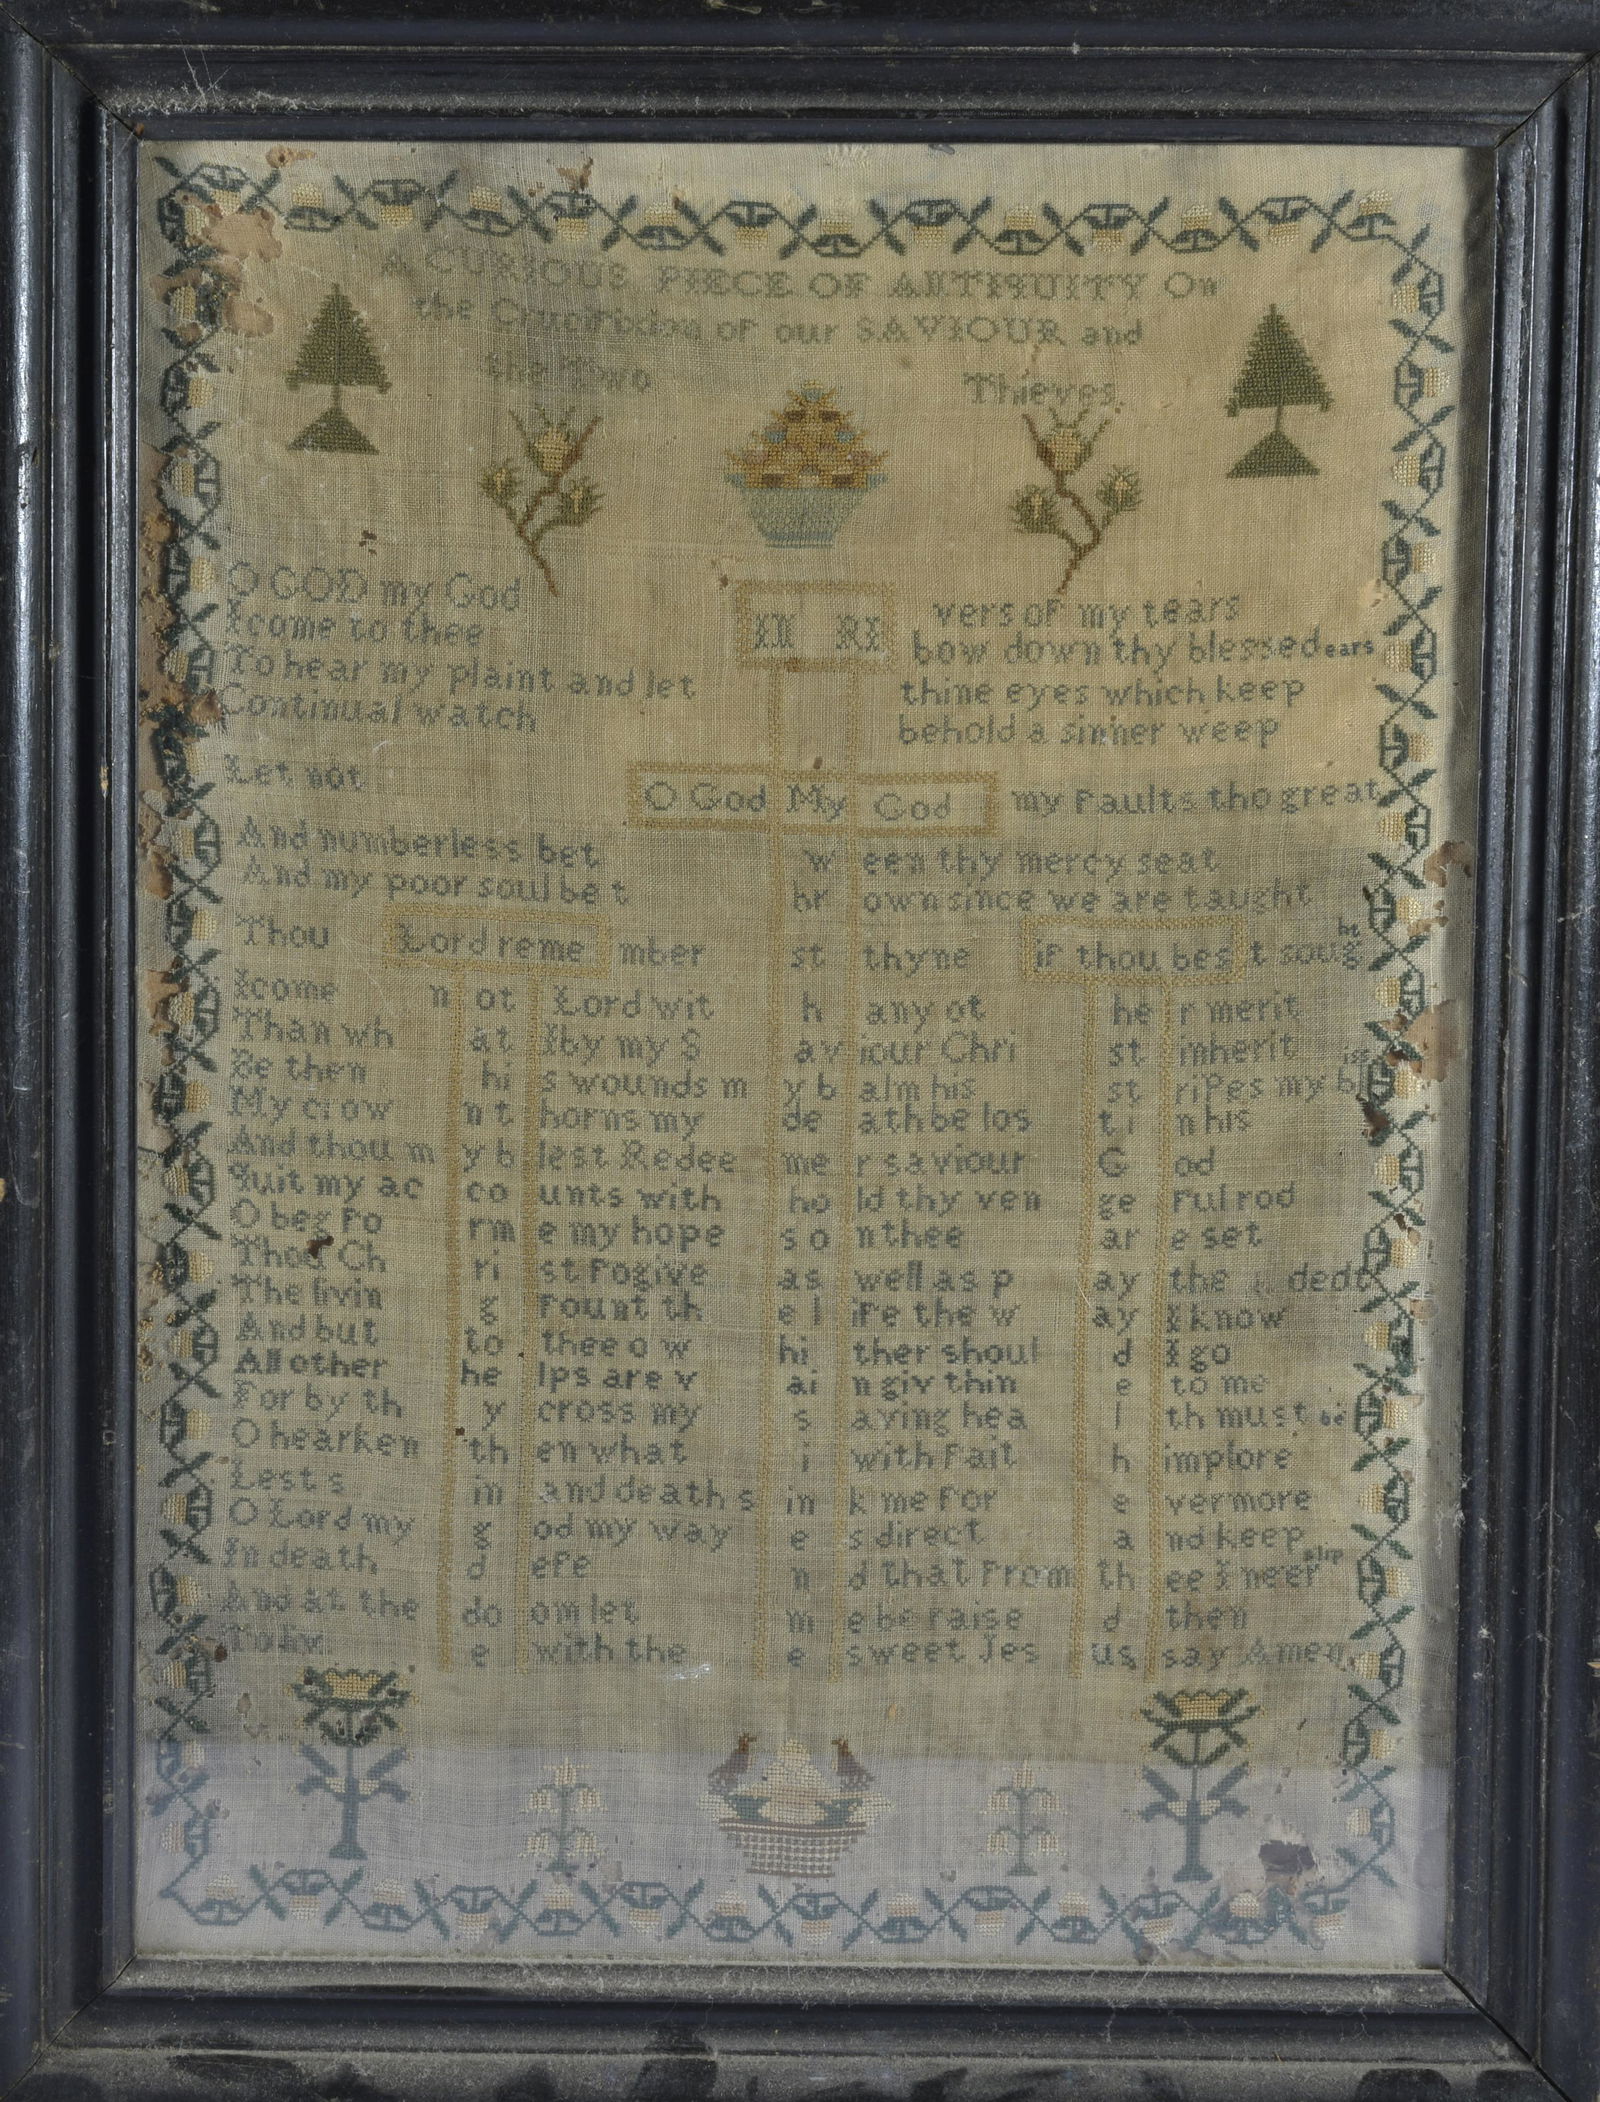 A CURIOUS PIECE OF ANTIQUITY On
the Crucifixion of our SAVIOUR and
the Two Thieves.
O GOD my God IN RI vers of my tears
I come to thee bow down thy blessed ears
To hear my plaint and let thine eyes which keep
Continual watch behold a sinner weep
Let not O God My God my faults tho great
And numberless bet w een thy mercy seat
And my poor soul be t hr own since we are taught
Thou Lord reme mber st thyne if thou bes t sought
I come n ot Lord wit h any ot he r merit
Than wh at I by my S av iour Chri st inherit
Be then hi s wounds m y b alm his st ripes my bliss
My crow n t horns my de ath be los t i n his
And thou m y b lest Redee me r saviour G od
Quit my ac co unts with ho ld thy ven ge ful rod
O beg fo rm e my hope s o n thee ar e set
Thou Ch ri st fogive as well as p ay the dedt
The livin g fount th e l ife the w ay I know
And but to thee o w hi ther shoul d I go
All other he lps are v ai n giv thin e to me
For by th y cross my s aving hea l th must be
O hearken th en what i with fait h implore
Lest s in and death s in k me for e vermore
O Lord my g od my way e s direct a nd keep
In death d efe n d that from th ee I neer slip
And at the do om let m e be raise d then
To liv e with the e sweet Jes us say Amen